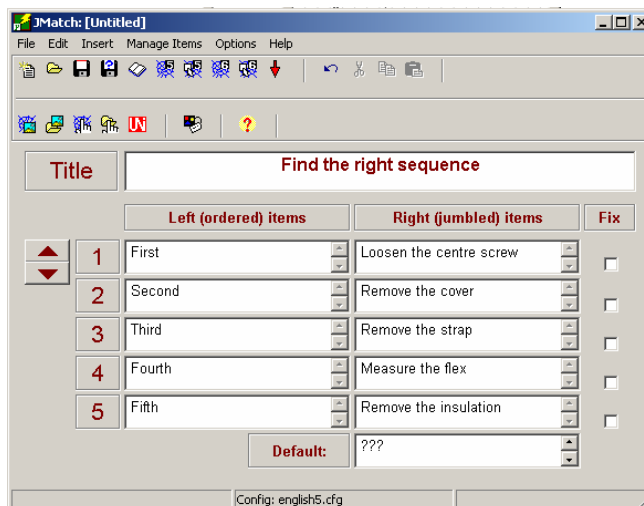 JMatch: [Untitled]
File Edit Insert Manage Items Options Help
Title
Find the right sequence
Left (ordered) items Right (jumbled) items Fix
1 First Loosen the centre screw
2 Second Remove the cover
3 Third Remove the strap
4 Fourth Measure the flex
5 Fifth Remove the insulation
Default: ???
Config: english5.cfg